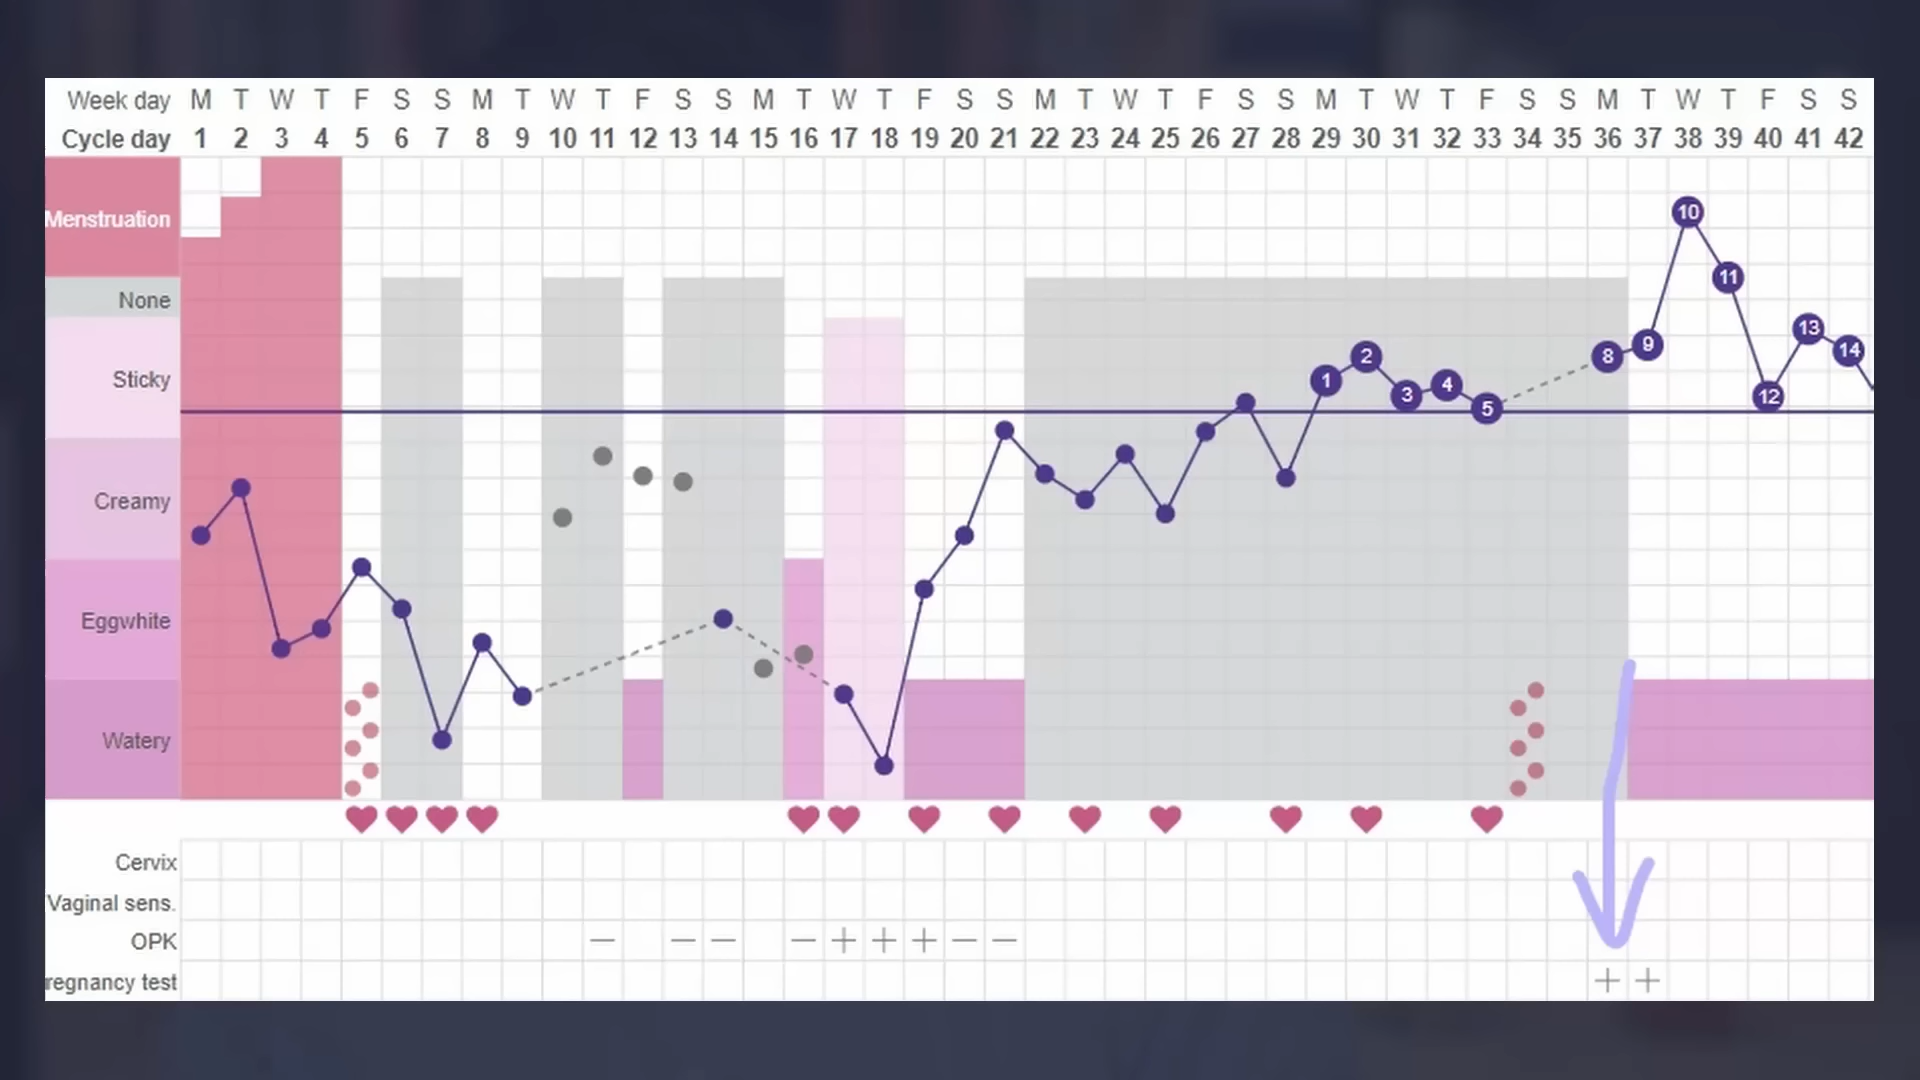 Week day M T W T F S S M T W T F S S M T W T F S S M T W T F S S M T W T F S S M T W T F S S
Cycle day 1 2 3 4 5 6 7 8 9 10 11 12 13 14 15 16 17 18 19 20 21 22 23 24 25 26 27 28 29 30 31 32 33 34 35 36 37 38 39 40 41 42
Menstruation
10
11
None
13
9
14
8
2
Sticky
1
4
3
12
5
Creamy
Eggwhite
Watery
Cervix
Vaginal sens.
OPK — — — — + + + — —
regnancy test + +